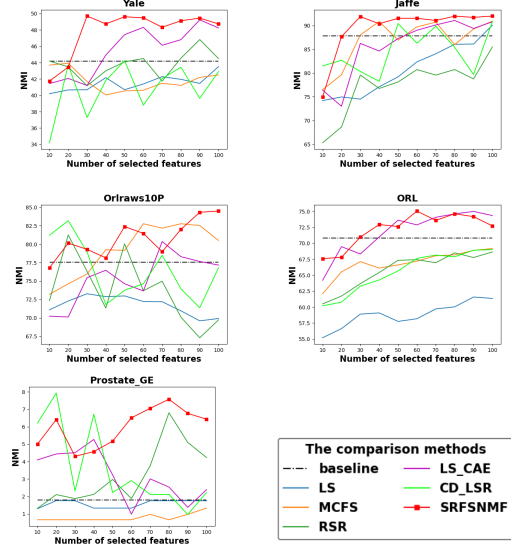 Yale
Jaffe
NMI
50
48
46
44
42
40
38
36
34
10 20 30 40 50 60 70 80 90 100
Number of selected features
NMI
90
85
80
75
70
65
10 20 30 40 50 60 70 80 90 100
Number of selected features
Orlraws10P
ORL
NMI
85.0
82.5
80.0
77.5
75.0
72.5
70.0
67.5
10 20 30 40 50 60 70 80 90 100
Number of selected features
NMI
75.0
72.5
70.0
67.5
65.0
62.5
60.0
57.5
55.0
10 20 30 40 50 60 70 80 90 100
Number of selected features
Prostate_GE
NMI
8
7
6
5
4
3
2
1
10 20 30 40 50 60 70 80 90 100
Number of selected features
The comparison methods
baseline
LS
MCFS
RSR
LS_CAE
CD_LSR
SRFSNMF